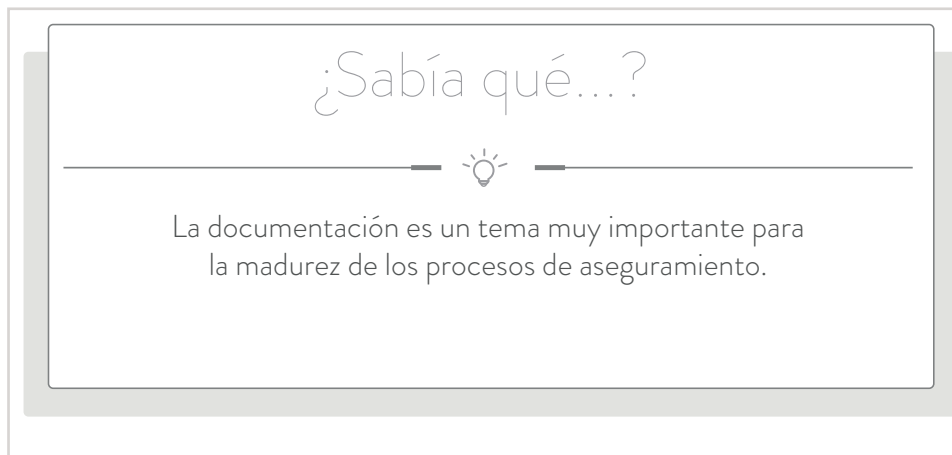 ¿Sabía qué...?
La documentación es un tema muy importante para
la madurez de los procesos de aseguramiento.